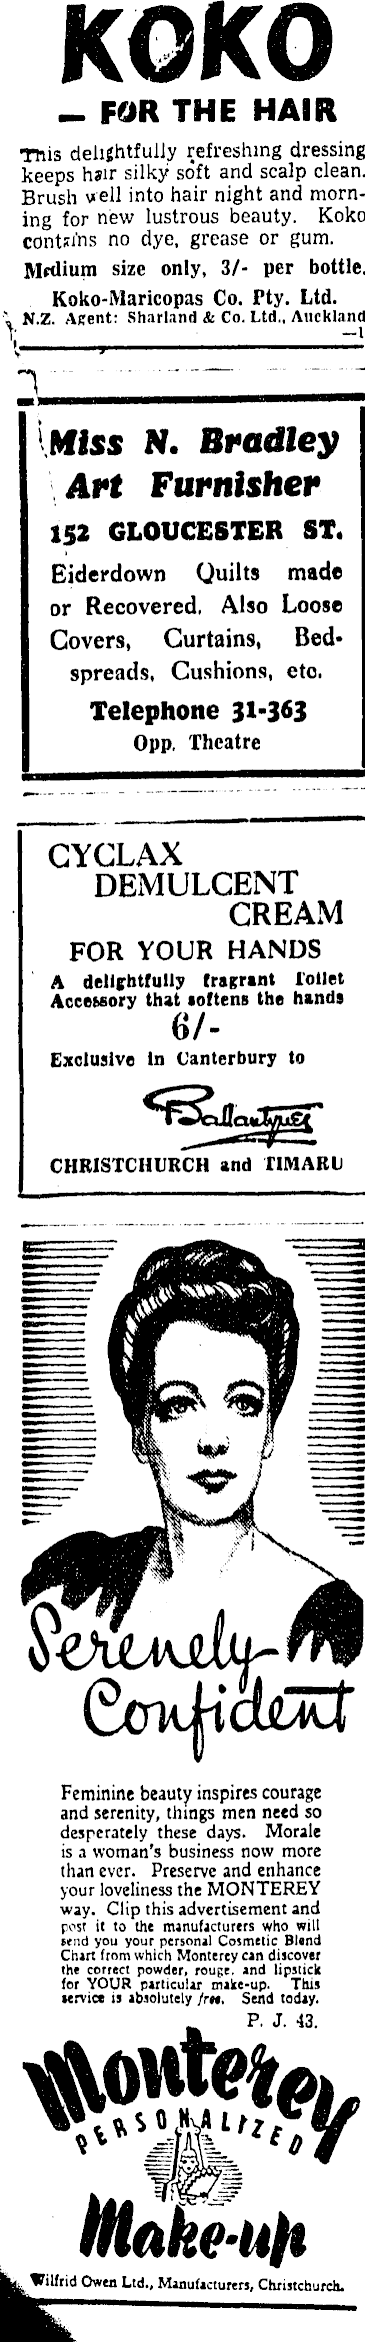 KOKO
— FOR THE HAIR
This delightfully refreshing dressing
keeps hair silky soft and scalp clean.
Brush well into hair night and morn-
ing for new lustrous beauty. Koko
contains no dye, grease or gum.
Medium size only, 3/- per bottle.
Koko-Maricopas Co. Pty. Ltd.
N.Z. Agent: Sharland & Co. Ltd., Auckland
—1
Miss N. Bradley
Art Furnisher
152 GLOUCESTER ST.
Eiderdown Quilts made
or Recovered. Also Loose
Covers, Curtains, Bed-
spreads, Cushions, etc.
Telephone 31-363
Opp. Theatre
CYCLAX
DEMULCENT
CREAM
FOR YOUR HANDS
A delightfully fragrant Toilet
Accessory that softens the hands
6/-
Exclusive in Canterbury to
Ballantynes
CHRISTCHURCH and TIMARU
Serenely
Confident
Feminine beauty inspires courage
and serenity, things men need so
desperately these days. Morale
is a woman's business now more
than ever. Preserve and enhance
your loveliness the MONTEREY
way. Clip this advertisement and
post it to the manufacturers who will
send you your personal Cosmetic Blend
Chart from which Monterey can discover
the correct powder, rouge, and lipstick
for YOUR particular make-up. This
service is absolutely free. Send today.
P. J. 43.
Monterey
PERSONALIZED
Make-up
Wilfrid Owen Ltd., Manufacturers, Christchurch.